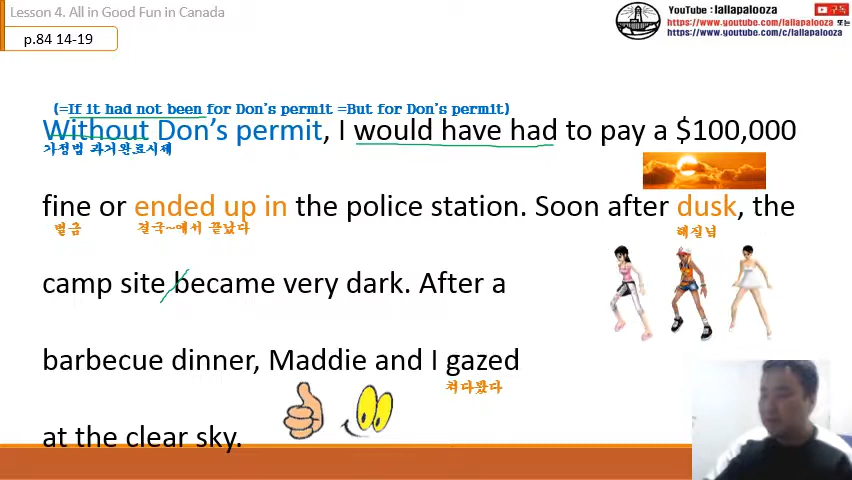 Lesson 4. All in Good Fun in Canada
p.84 14-19
YouTube : lallapalooza
구독
https://www.youtube.com/lallapalooza 또는
https://www.youtube.com/c/lallapalooza
(=If it had not been for Don's permit =But for Don's permit)
Without Don's permit, I would have had to pay a $100,000
가정법 과거완료시제
fine or ended up in the police station. Soon after dusk, the
벌금 결국~에서 끝났다 해질녘
camp site became very dark. After a
barbecue dinner, Maddie and I gazed
쳐다봤다
at the clear sky.